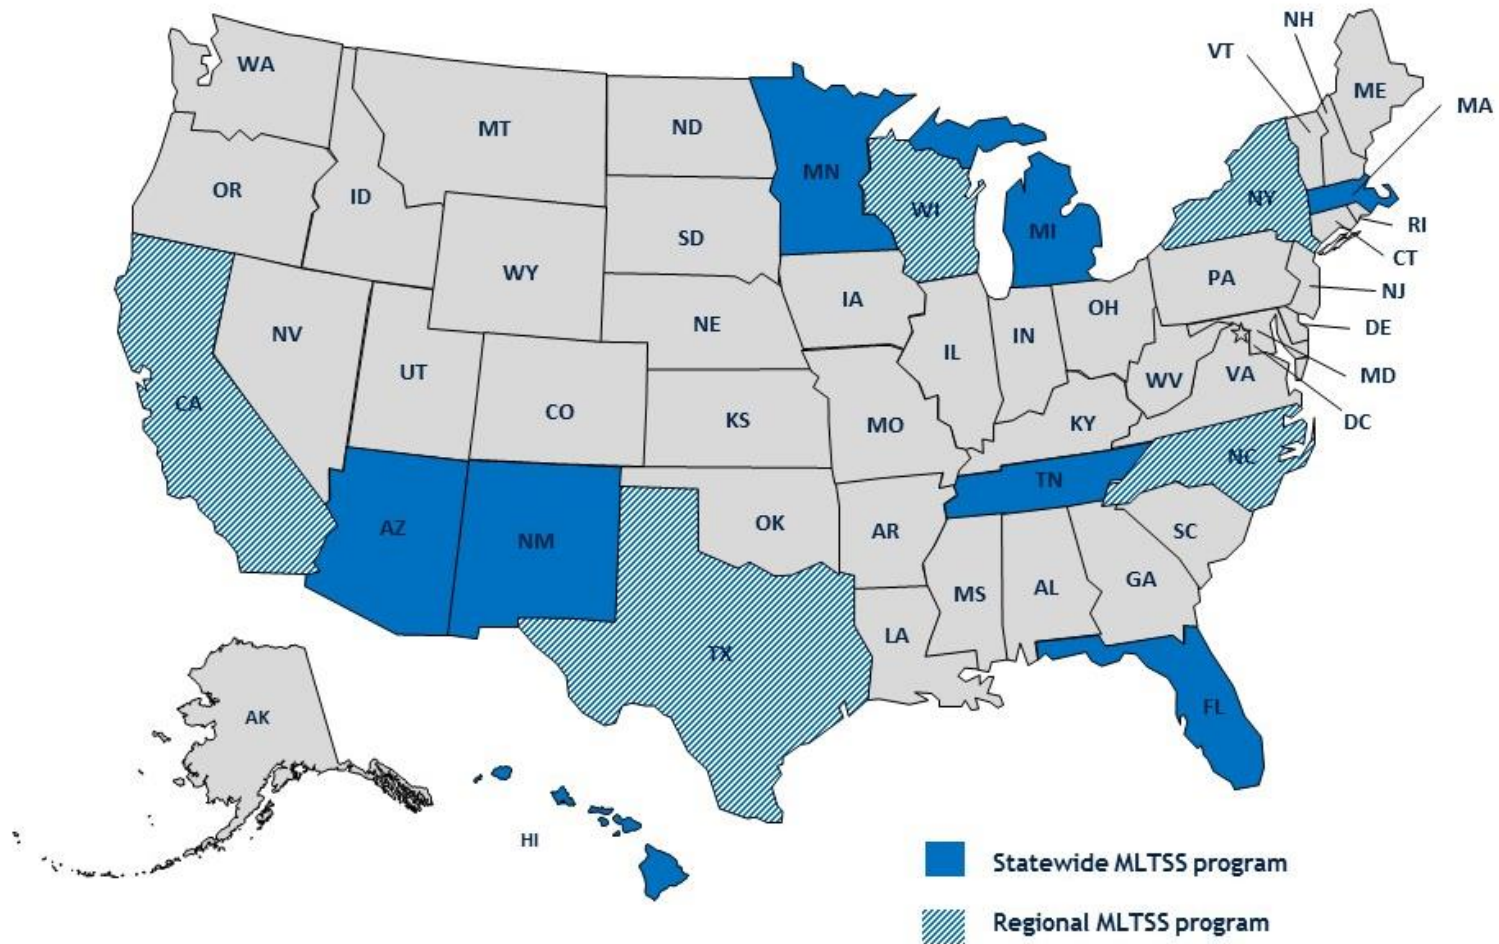 NH
VT
WA
ME
MA
MT
ND
MN
OR
ID
WI
NY
RI
SD
MI
CT
WY
PA
NJ
IA
OH
NE
DE
NV
IN
IL
UT
WV
VA
MD
CO
CA
KS
MO
KY
DC
NC
TN
AZ
NM
OK
AR
SC
MS
AL
GA
LA
TX
FL
AK
HI
Statewide MLTSS program
Regional MLTSS program